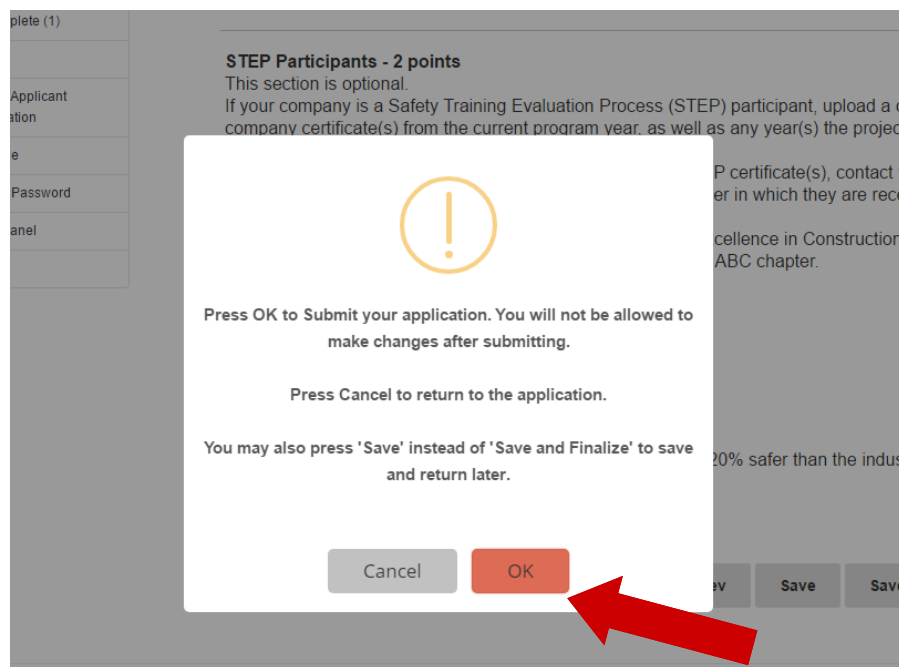 plete (1)
Applicant
ation
e
Password
anel
STEP Participants - 2 points
This section is optional.
If your company is a Safety Training Evaluation Process (STEP) participant, upload a
company certificate(s) from the current program year, as well as any year(s) the projec
P certificate(s), contact
er in which they are rece
cellence in Construction
ABC chapter.
20% safer than the indus
Press OK to Submit your application. You will not be allowed to
make changes after submitting.
Press Cancel to return to the application.
You may also press 'Save' instead of 'Save and Finalize' to save
and return later.
Cancel OK
ev Save Save